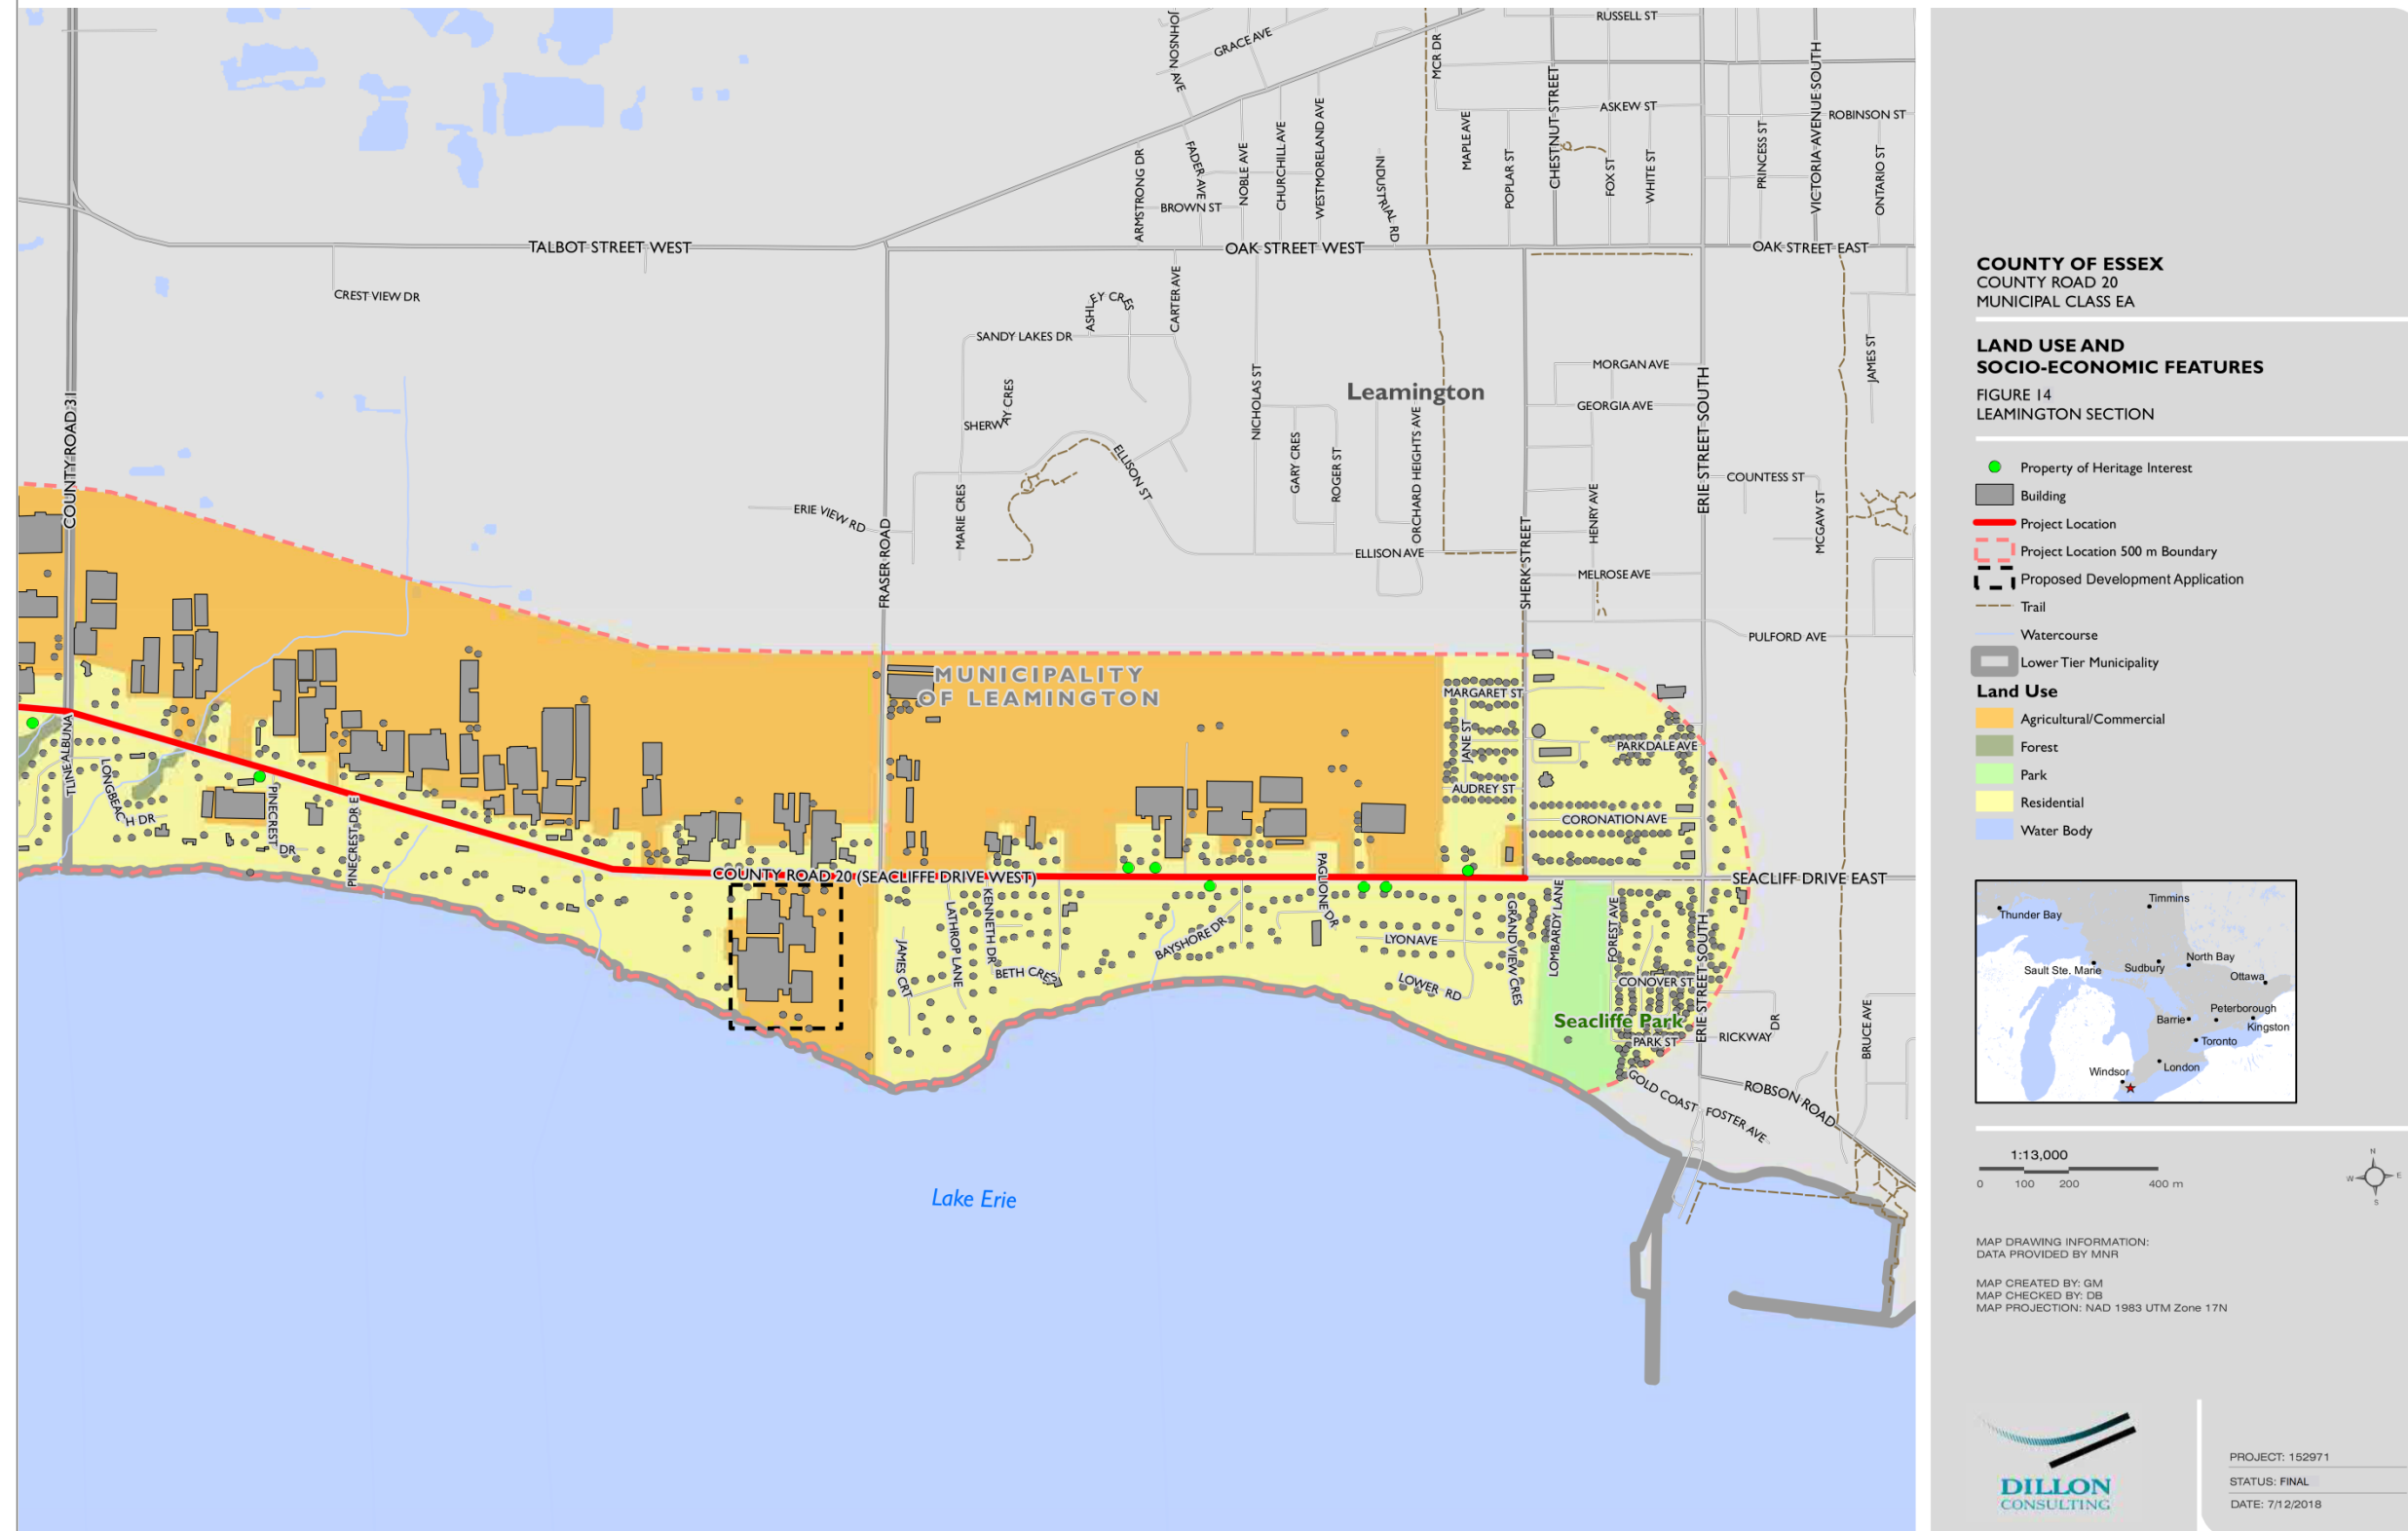 RUSSELL ST
JOHNSON AVE
GRACE AVE
MCR DR
CHESTNUT STREET
VICTORIA AVENUE SOUTH
ASKEW ST
ROBINSON ST
ARMSTRONG DR
FADER AVE
NOBLE AVE
CHURCHILL AVE
WESTMORELAND AVE
INDUSTRIAL RD
MAPLE AVE
POPLAR ST
FOX ST
WHITE ST
PRINCESS ST
ONTARIO ST
BROWN ST
TALBOT STREET WEST
OAK STREET WEST
OAK STREET EAST
CREST VIEW DR
ASHLEY CRES
CARTER AVE
SANDY LAKES DR
JAMES ST
MORGAN AVE
Leamington
COUNTY ROAD 31
SHERWAY CRES
NICHOLAS ST
GEORGIA AVE
ERIE STREET SOUTH
ELLISON ST
GARY CRES
ROGER ST
ORCHARD HEIGHTS AVE
COUNTESS ST
ERIE VIEW RD
MARIE CRES
FRASER ROAD
HENRY AVE
MCGAW ST
ELLISON AVE
SHERK STREET
MELROSE AVE
PULFORD AVE
MUNICIPALITY
OF LEAMINGTON
MARGARET ST
JANE ST
PARKDALE AVE
AUDREY ST
CORONATION AVE
TLINE ALBUNA
LONGBEACH DR
PINECREST DR
PINECREST DR E
COUNTY ROAD 20 (SEACLIFFE DRIVE WEST)
PAGLIONE DR
SEACLIFF DRIVE EAST
JAMES CRT
LATHROP LANE
KENNETH DR
BETH CRES
BAYSHORE DR
LYON AVE
LOWER RD
GRAND VIEW CRES
LOMBARDY LANE
FOREST AVE
ERIE STREET SOUTH
CONOVER ST
Seacliffe Park
PARK ST
RICKWAY DR
BRUCE AVE
GOLD COAST
FOSTER AVE
ROBSON ROAD
Lake Erie
COUNTY OF ESSEX
COUNTY ROAD 20
MUNICIPAL CLASS EA
LAND USE AND
SOCIO-ECONOMIC FEATURES
FIGURE 14
LEAMINGTON SECTION
Property of Heritage Interest
Building
Project Location
Project Location 500 m Boundary
Proposed Development Application
Trail
Watercourse
Lower Tier Municipality
Land Use
Agricultural/Commercial
Forest
Park
Residential
Water Body
Timmins
Thunder Bay
North Bay
Sault Ste. Marie
Sudbury
Ottawa
Peterborough
Barrie
Kingston
Toronto
London
Windsor
1:13,000
0 100 200 400 m
N
W E
S
MAP DRAWING INFORMATION:
DATA PROVIDED BY MNR
MAP CREATED BY: GM
MAP CHECKED BY: DB
MAP PROJECTION: NAD 1983 UTM Zone 17N
DILLON
CONSULTING
PROJECT: 152971
STATUS: FINAL
DATE: 7/12/2018